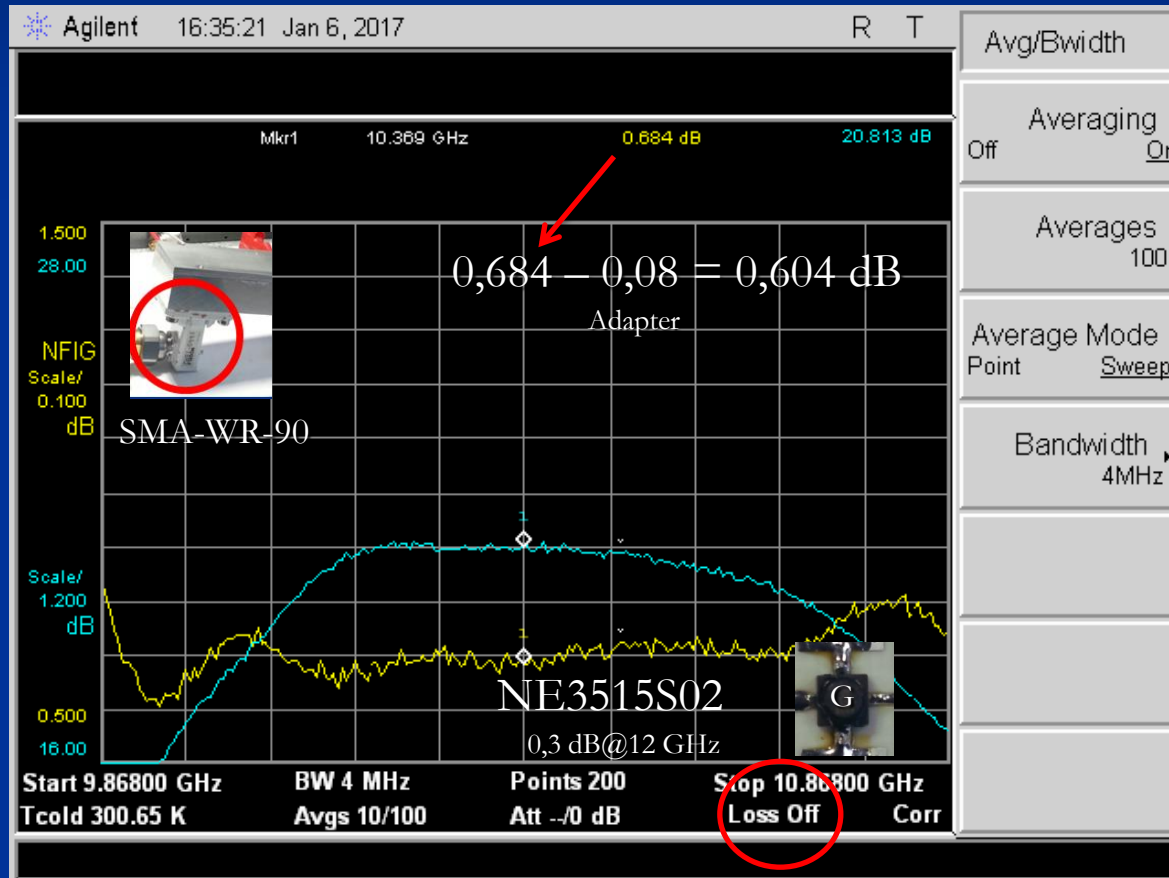 Agilent 16:35:21 Jan 6, 2017 R T
Avg/Bwidth
Mkr1 10.369 GHz 0.684 dB 20.813 dB
Averaging
Off On
Averages
100
Average Mode
Point Sweep
Bandwidth
4MHz
1.500
28.00
0,684 – 0,08 = 0,604 dB
Adapter
NFIG
Scale/
0.100
dB
SMA-WR-90
1
Scale/
1.200
dB
1
NE3515S02
G
0,3 dB@12 GHz
0.500
16.00
Start 9.86800 GHz BW 4 MHz Points 200 Stop 10.86800 GHz
Tcold 300.65 K Avgs 10/100 Att --/0 dB Loss Off Corr